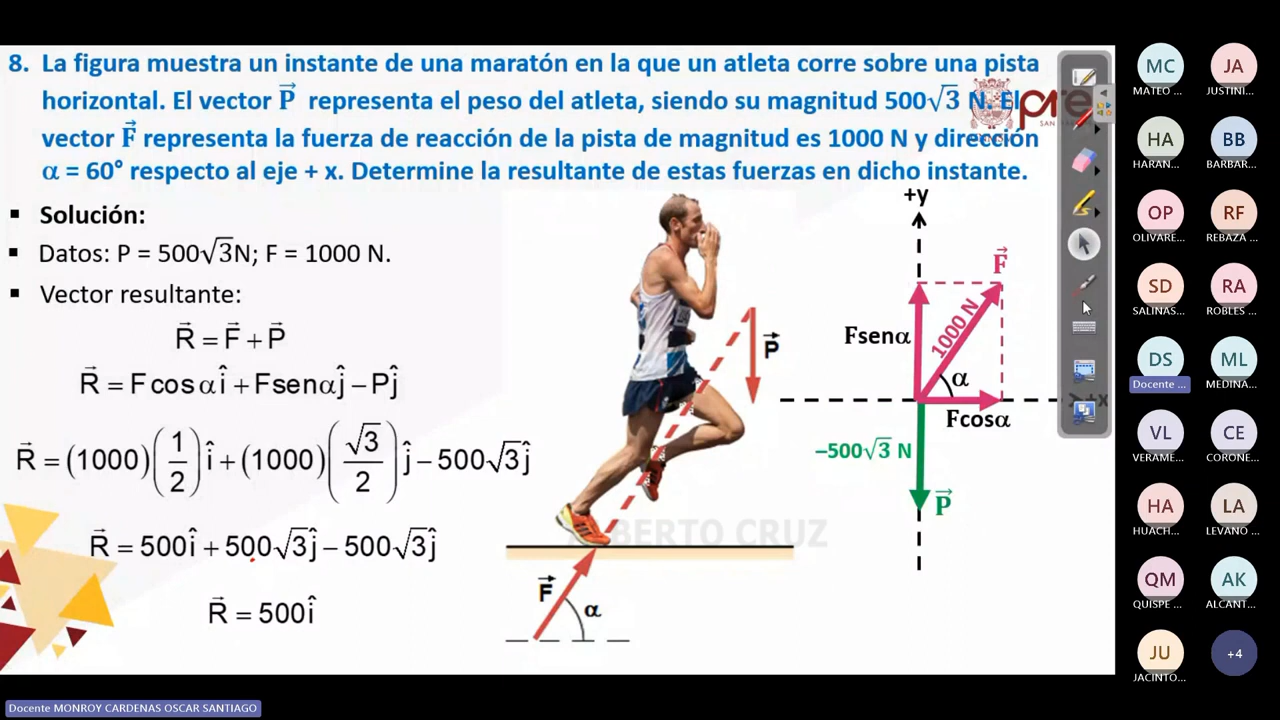 8. La figura muestra un instante de una maratón en la que un atleta corre sobre una pista
horizontal. El vector P⃗ representa el peso del atleta, siendo su magnitud 500√3 N. El
vector F⃗ representa la fuerza de reacción de la pista de magnitud es 1000 N y dirección
α = 60° respecto al eje + x. Determine la resultante de estas fuerzas en dicho instante.
pre
▪ Solución:
▪ Datos: P = 500√3N; F = 1000 N.
▪ Vector resultante:
R⃗ = F⃗ + P⃗
R⃗ = F cos α î + F sen α ĵ − P ĵ
R⃗ = (1000)(1/2) î + (1000)(√3/2) ĵ − 500√3 ĵ
R⃗ = 500 î + 500√3 ĵ − 500√3 ĵ
R⃗ = 500 î
P⃗
F⃗
α
BERTO CRUZ
+y
F⃗
Fsenα
1000 N
α
+x
Fcosα
−500√3 N
P⃗
MC
MATEO ...
JA
JUSTINI...
HA
HARAN...
BB
BARBAR...
OP
OLIVARE...
RF
REBAZA ...
SD
SALINAS...
RA
ROBLES ...
DS
Docente ...
ML
MEDINA...
VL
VERAME...
CE
CORONE...
HA
HUACH...
LA
LEVANO ...
QM
QUISPE ...
AK
ALCANT...
JU
JACINTO...
+4
Docente MONROY CARDENAS OSCAR SANTIAGO